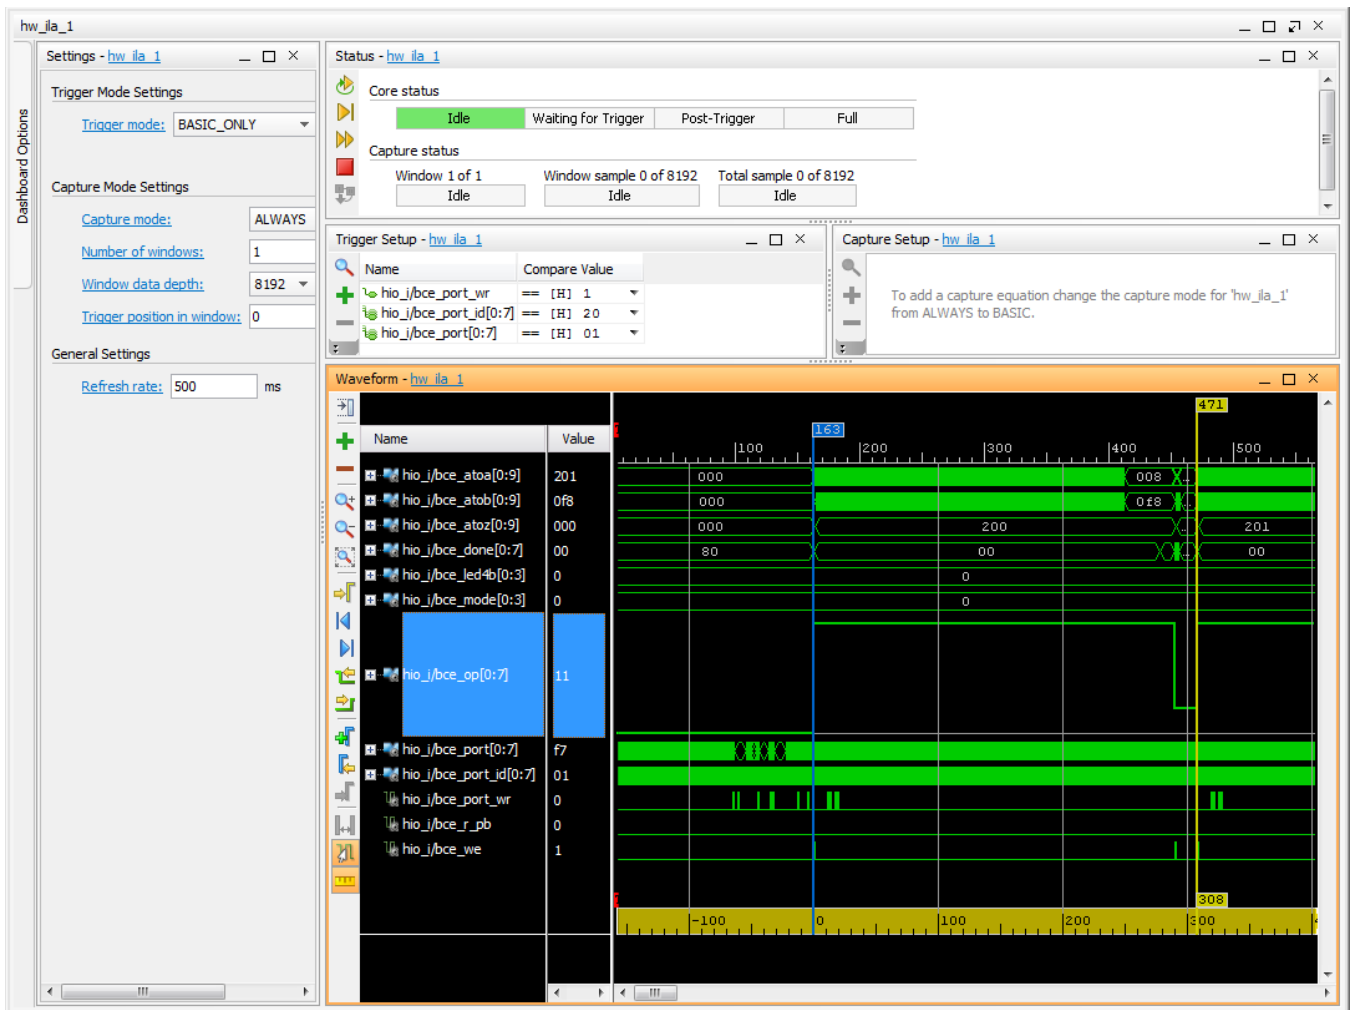 hw_ila_1
Dashboard Options
Settings - hw_ila_1
Trigger Mode Settings
Trigger mode: BASIC_ONLY
Capture Mode Settings
Capture mode: ALWAYS
Number of windows: 1
Window data depth: 8192
Trigger position in window: 0
General Settings
Refresh rate: 500 ms
Status - hw_ila_1
Core status
Idle Waiting for Trigger Post-Trigger Full
Capture status
Window 1 of 1 Window sample 0 of 8192 Total sample 0 of 8192
Idle Idle Idle
Trigger Setup - hw_ila_1
Name Compare Value
hio_i/bce_port_wr == [H] 1
hio_i/bce_port_id[0:7] == [H] 20
hio_i/bce_port[0:7] == [H] 01
Capture Setup - hw_ila_1
To add a capture equation change the capture mode for 'hw_ila_1'
from ALWAYS to BASIC.
Waveform - hw_ila_1
471
163
Name Value
100 200 300 400 500
hio_i/bce_atoa[0:9] 201 000 008 ..
hio_i/bce_atob[0:9] 0f8 000 0f8
hio_i/bce_atoz[0:9] 000 000 200 .. 201
hio_i/bce_done[0:7] 00 80 00 .. 00
hio_i/bce_led4b[0:3] 0 0
hio_i/bce_mode[0:3] 0 0
hio_i/bce_op[0:7] 11
hio_i/bce_port[0:7] f7
hio_i/bce_port_id[0:7] 01
hio_i/bce_port_wr 0
hio_i/bce_r_pb 0
hio_i/bce_we 1
308
-100 0 100 200 300